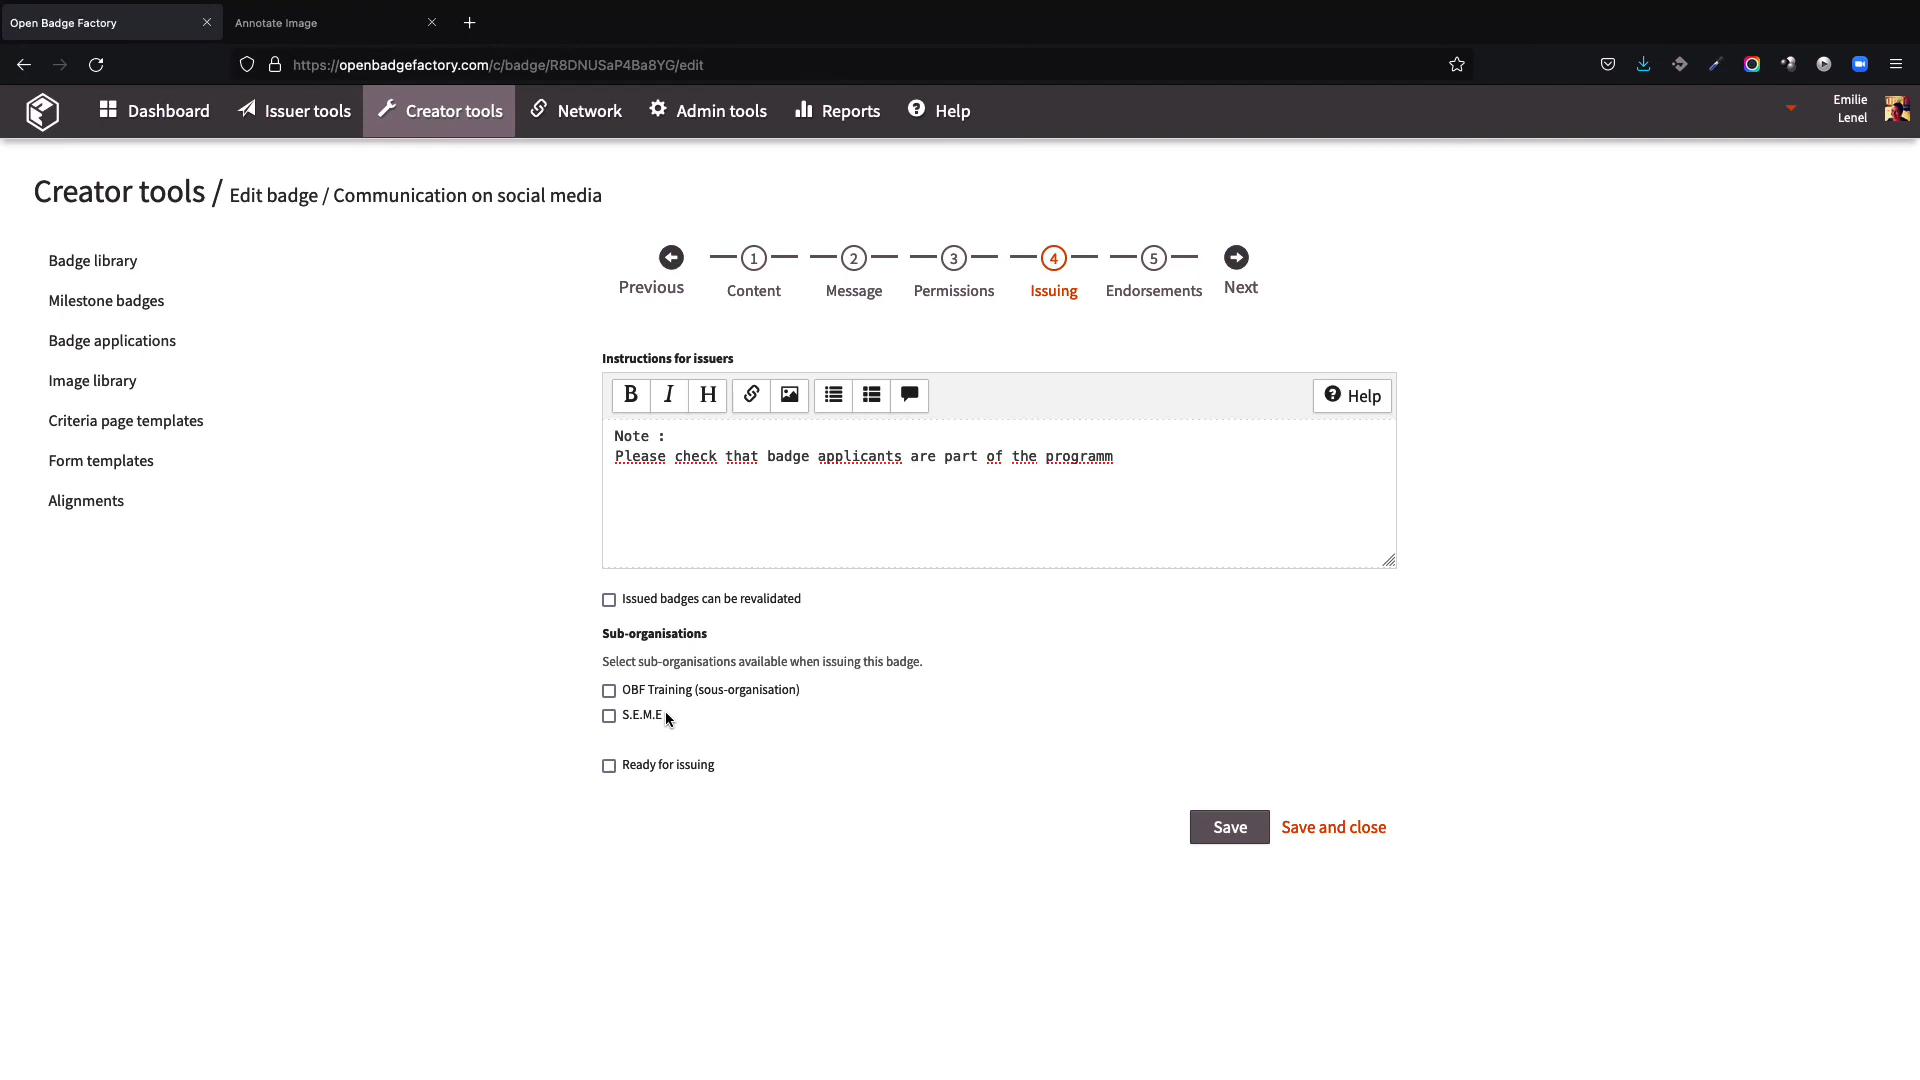 Open Badge Factory
Annotate Image
https://openbadgefactory.com/c/badge/R8DNUSaP4Ba8YG/edit
Dashboard
Issuer tools
Creator tools
Network
Admin tools
Reports
Help
Emilie
Lenel
Creator tools / Edit badge / Communication on social media
Badge library
Milestone badges
Badge applications
Image library
Criteria page templates
Form templates
Alignments
Previous
1
Content
2
Message
3
Permissions
4
Issuing
5
Endorsements
Next
Instructions for issuers
B I H
Help
Note :
Please check that badge applicants are part of the programm
Issued badges can be revalidated
Sub-organisations
Select sub-organisations available when issuing this badge.
OBF Training (sous-organisation)
S.E.M.E
Ready for issuing
Save
Save and close